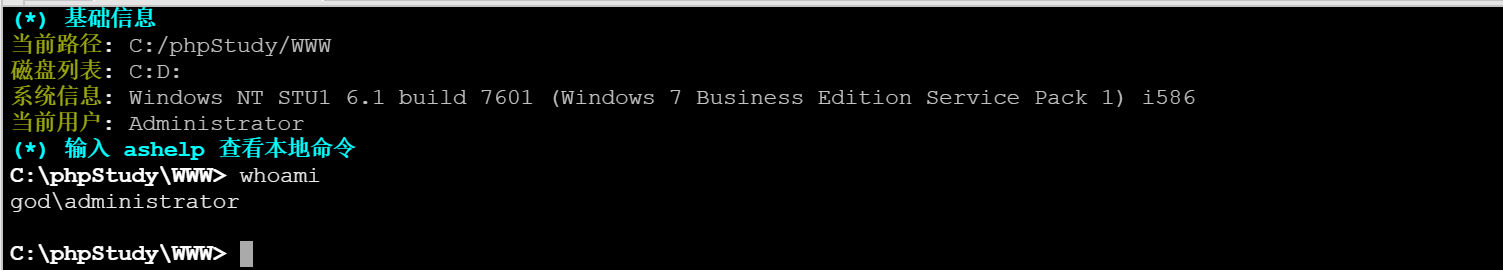 (*) 基础信息
当前路径: C:/phpStudy/WWW
磁盘列表: C:D:
系统信息: Windows NT STU1 6.1 build 7601 (Windows 7 Business Edition Service Pack 1) i586
当前用户: Administrator
(*) 输入 ashelp 查看本地命令
C:\phpStudy\WWW> whoami
god\administrator
C:\phpStudy\WWW>